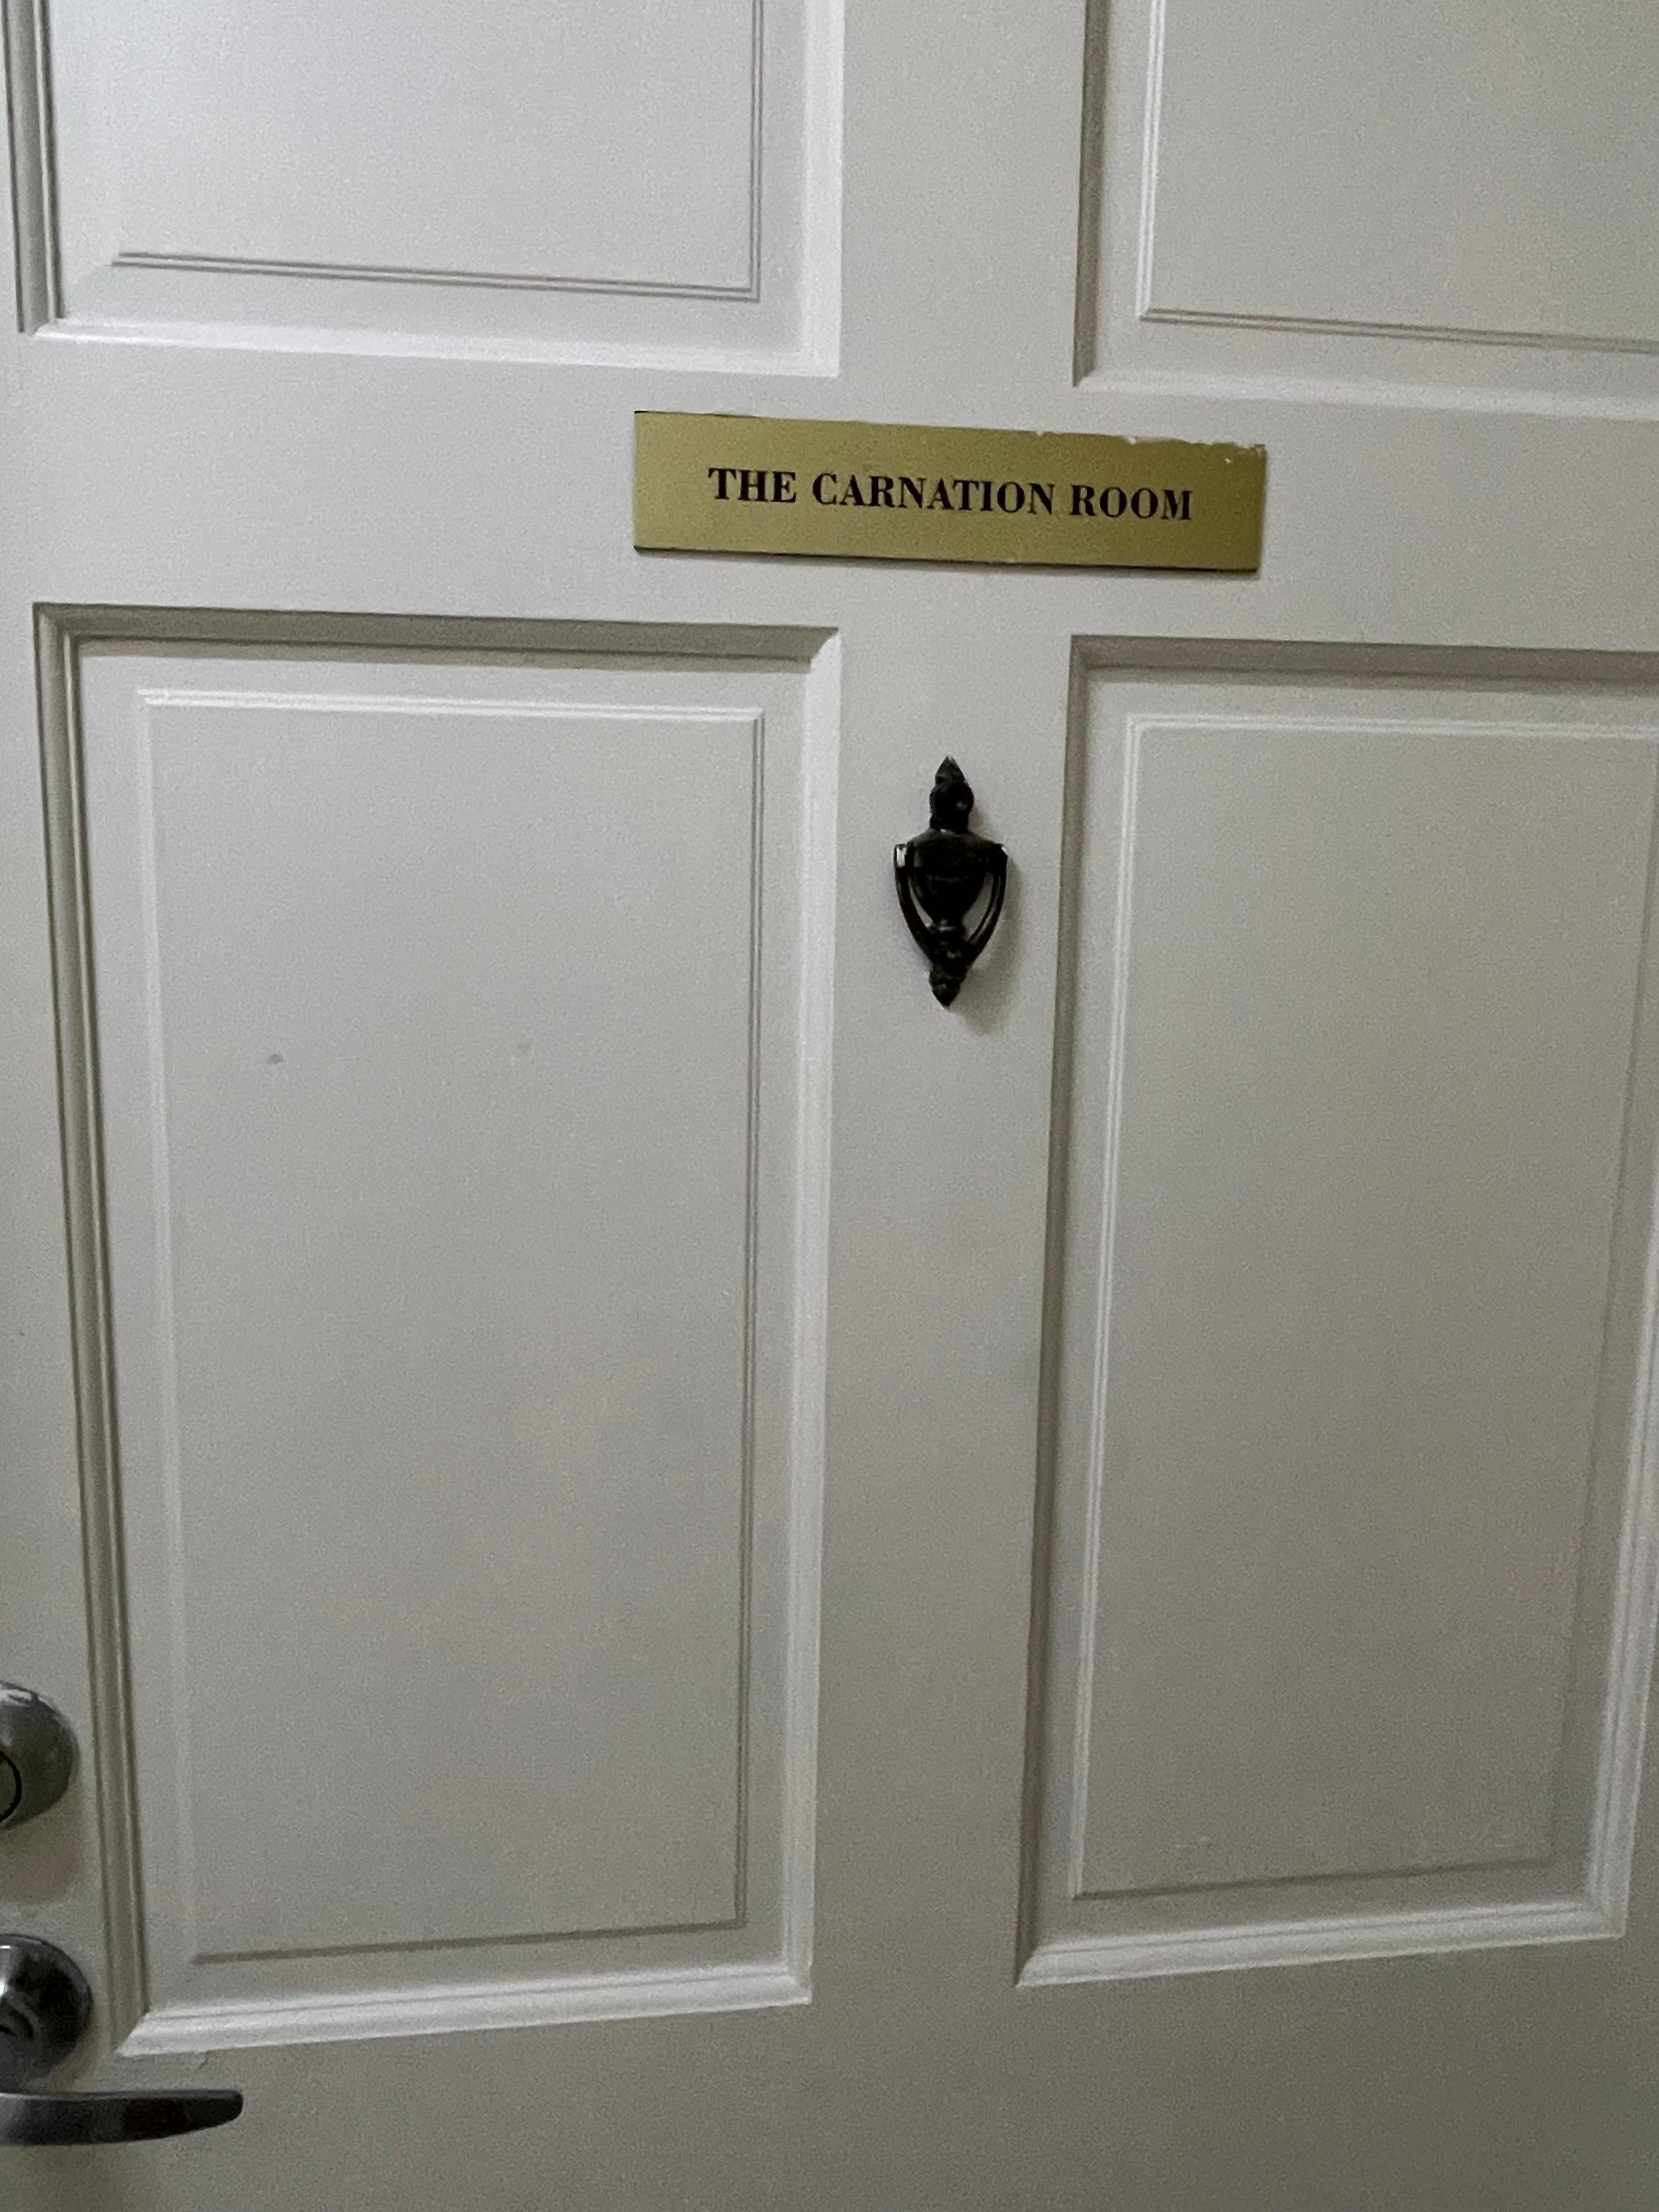 THE CARNATION ROOM